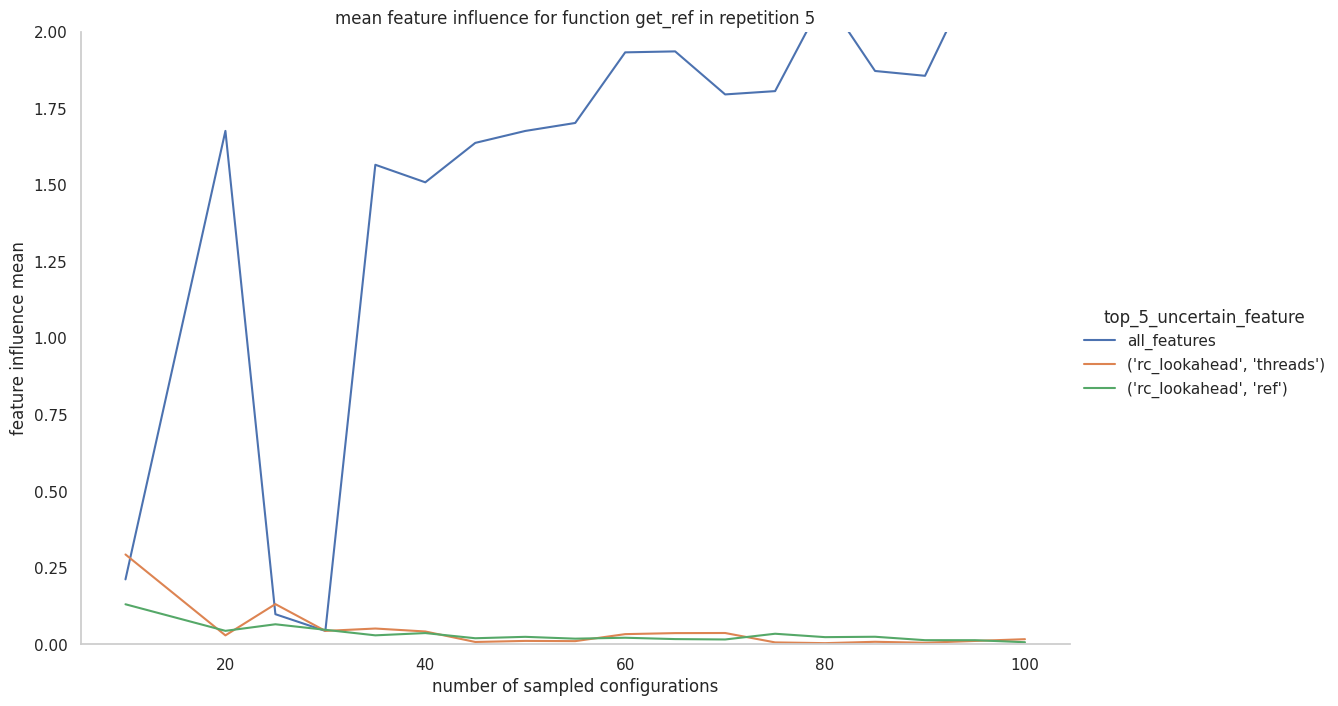 mean feature influence for function get_ref in repetition 5
2.00
1.75
1.50
1.25
1.00
0.75
0.50
0.25
0.00
feature influence mean
20 40 60 80 100
number of sampled configurations
top_5_uncertain_feature
all_features
('rc_lookahead', 'threads')
('rc_lookahead', 'ref')